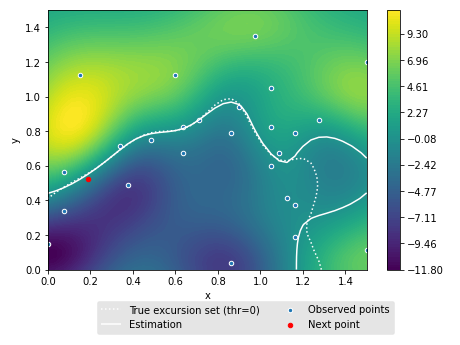 1.4
1.2
1.0
0.8
0.6
0.4
0.2
0.0
y
0.0 0.2 0.4 0.6 0.8 1.0 1.2 1.4
x
9.30
6.96
4.61
2.27
−0.08
−2.42
−4.77
−7.11
−9.46
−11.80
True excursion set (thr=0)
Estimation
Observed points
Next point